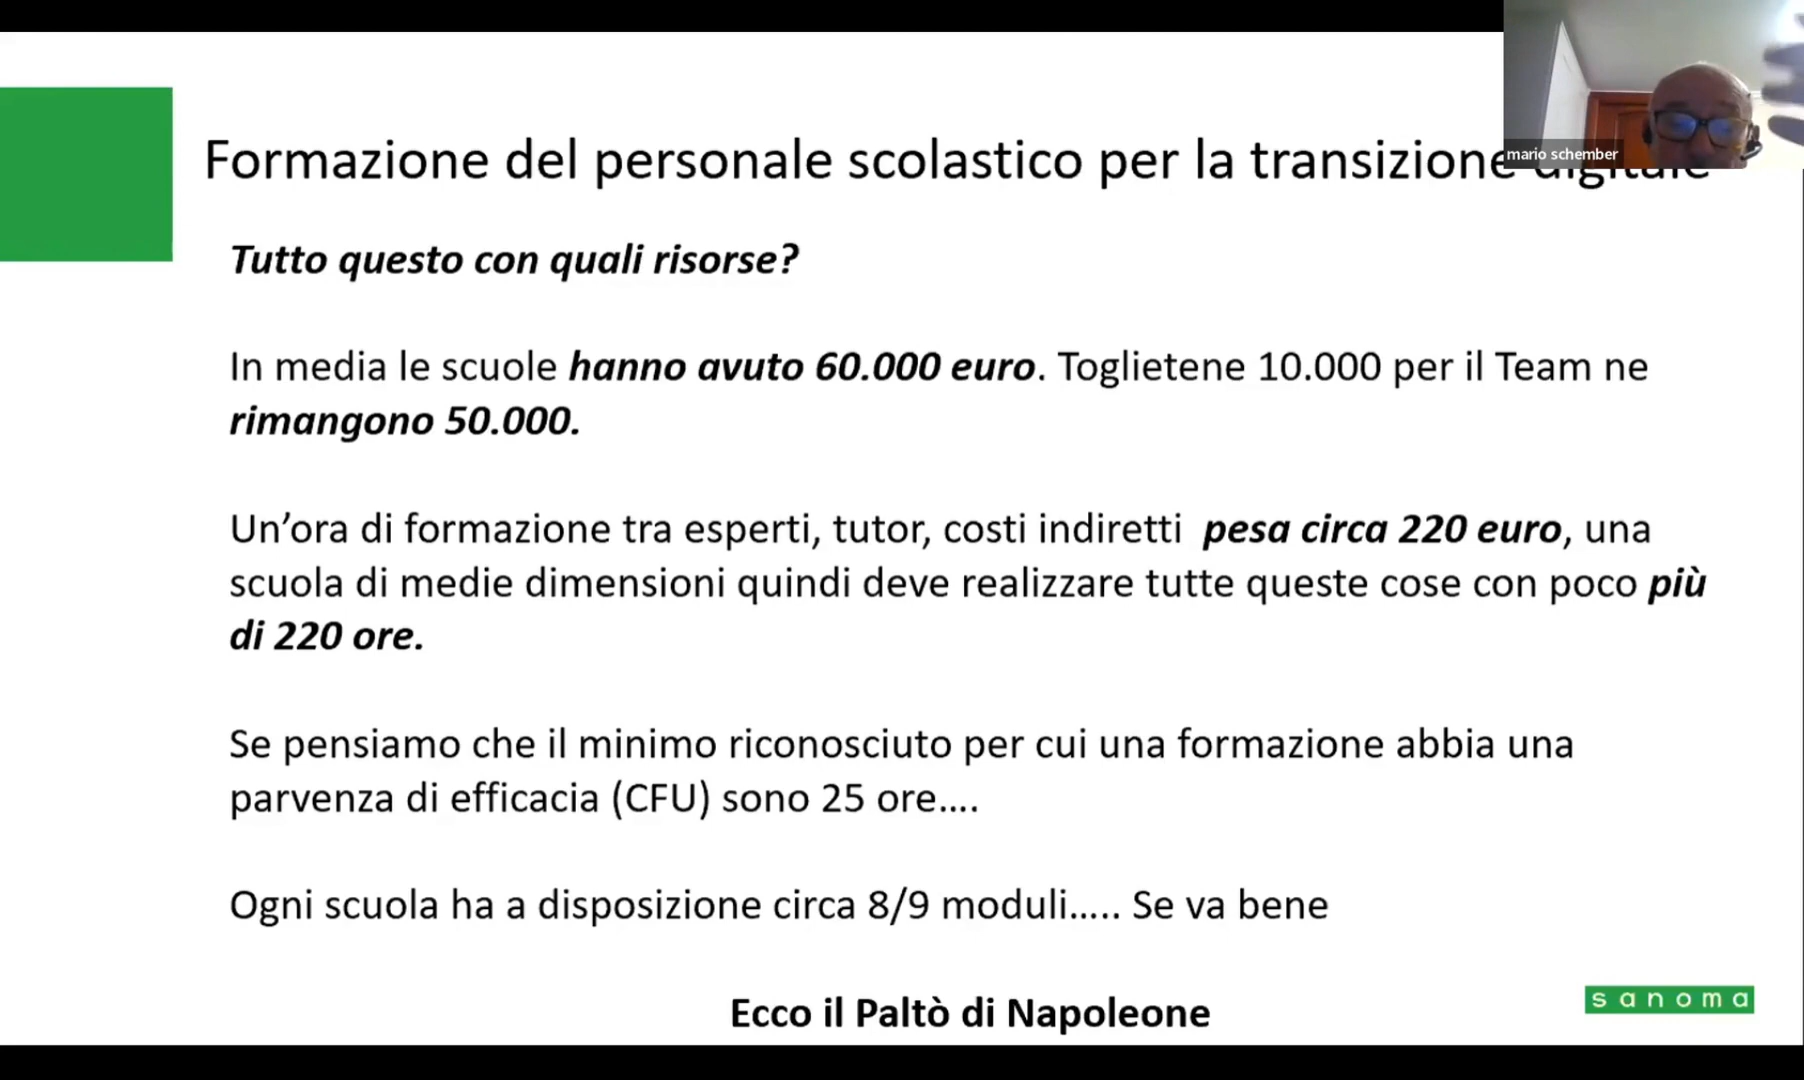 Formazione del personale scolastico per la transizione digitale
mario schember
Tutto questo con quali risorse?
In media le scuole hanno avuto 60.000 euro. Toglietene 10.000 per il Team ne
rimangono 50.000.
Un’ora di formazione tra esperti, tutor, costi indiretti pesa circa 220 euro, una
scuola di medie dimensioni quindi deve realizzare tutte queste cose con poco più
di 220 ore.
Se pensiamo che il minimo riconosciuto per cui una formazione abbia una
parvenza di efficacia (CFU) sono 25 ore....
Ogni scuola ha a disposizione circa 8/9 moduli..... Se va bene
Ecco il Paltò di Napoleone
sanoma